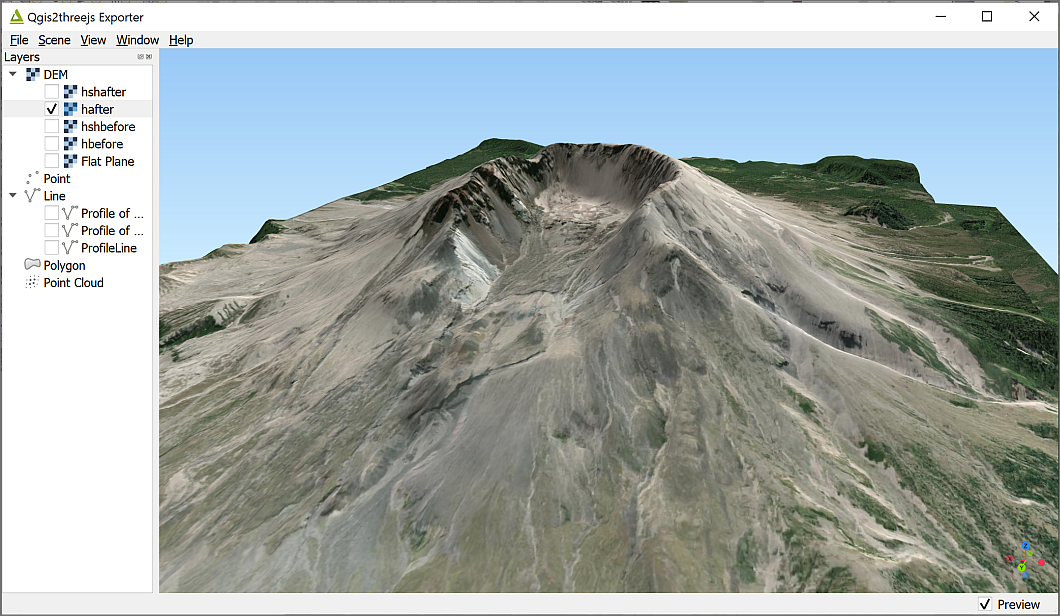 Qgis2threejs Exporter
File Scene View Window Help
Layers
DEM
hshafter
hafter
hshbefore
hbefore
Flat Plane
Point
Line
Profile of ...
Profile of ...
ProfileLine
Polygon
Point Cloud
Preview